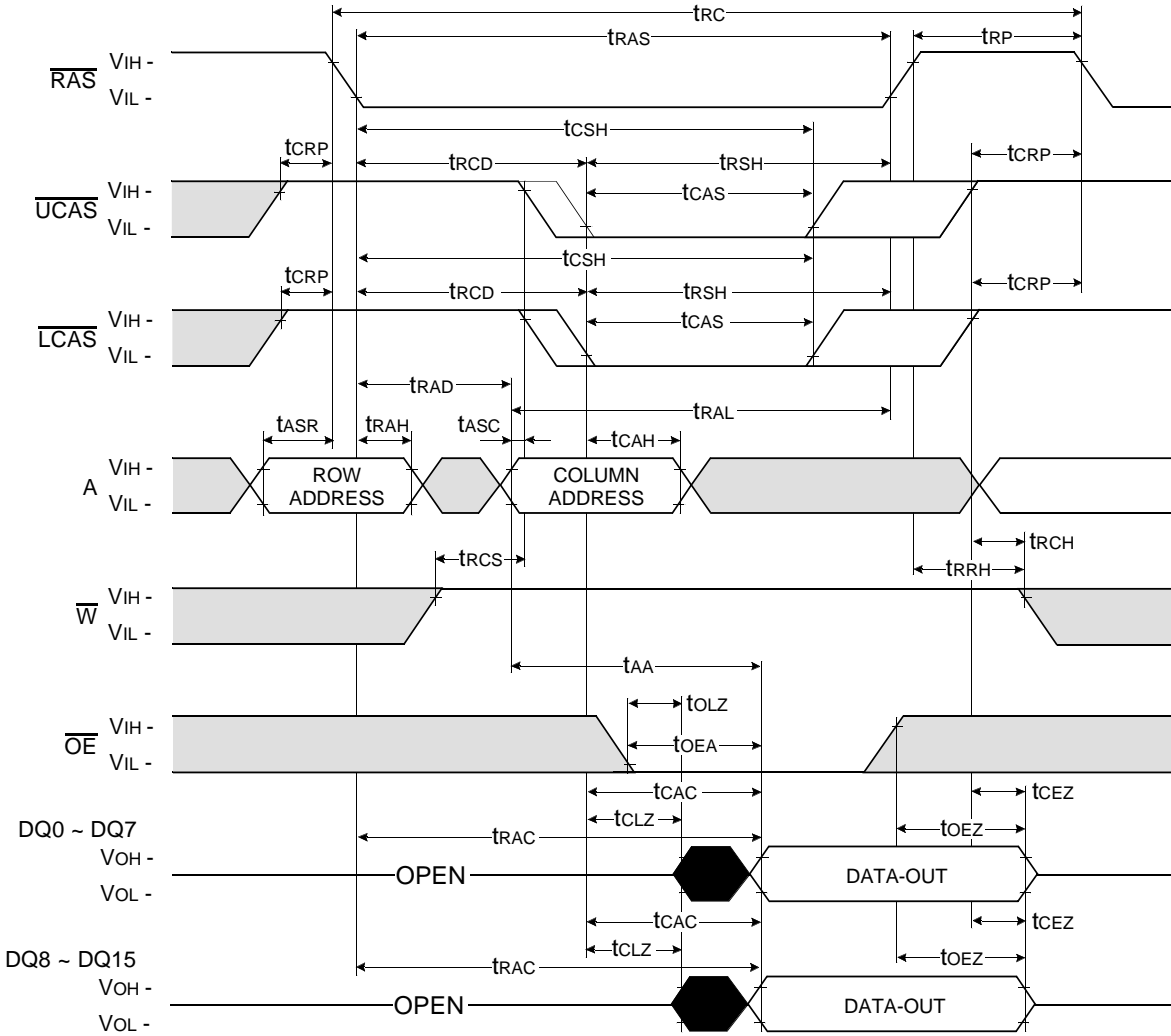 tRC
tRAS
tRP
RAS
VIH -
VIL -
tCSH
tCRP
tRCD
tRSH
tCRP
tCAS
UCAS
VIH -
VIL -
tCSH
tCRP
tRCD
tRSH
tCRP
tCAS
LCAS
VIH -
VIL -
tRAD
tRAL
tASR
tRAH
tASC
tCAH
A
VIH -
VIL -
ROW
ADDRESS
COLUMN
ADDRESS
tRCS
tRCH
tRRH
W
VIH -
VIL -
tAA
tOLZ
tOEA
OE
VIH -
VIL -
tCAC
tCEZ
tCLZ
tOEZ
tRAC
DQ0 ~ DQ7
VOH -
VOL -
OPEN
DATA-OUT
tCAC
tCEZ
tCLZ
tOEZ
tRAC
DQ8 ~ DQ15
VOH -
VOL -
OPEN
DATA-OUT